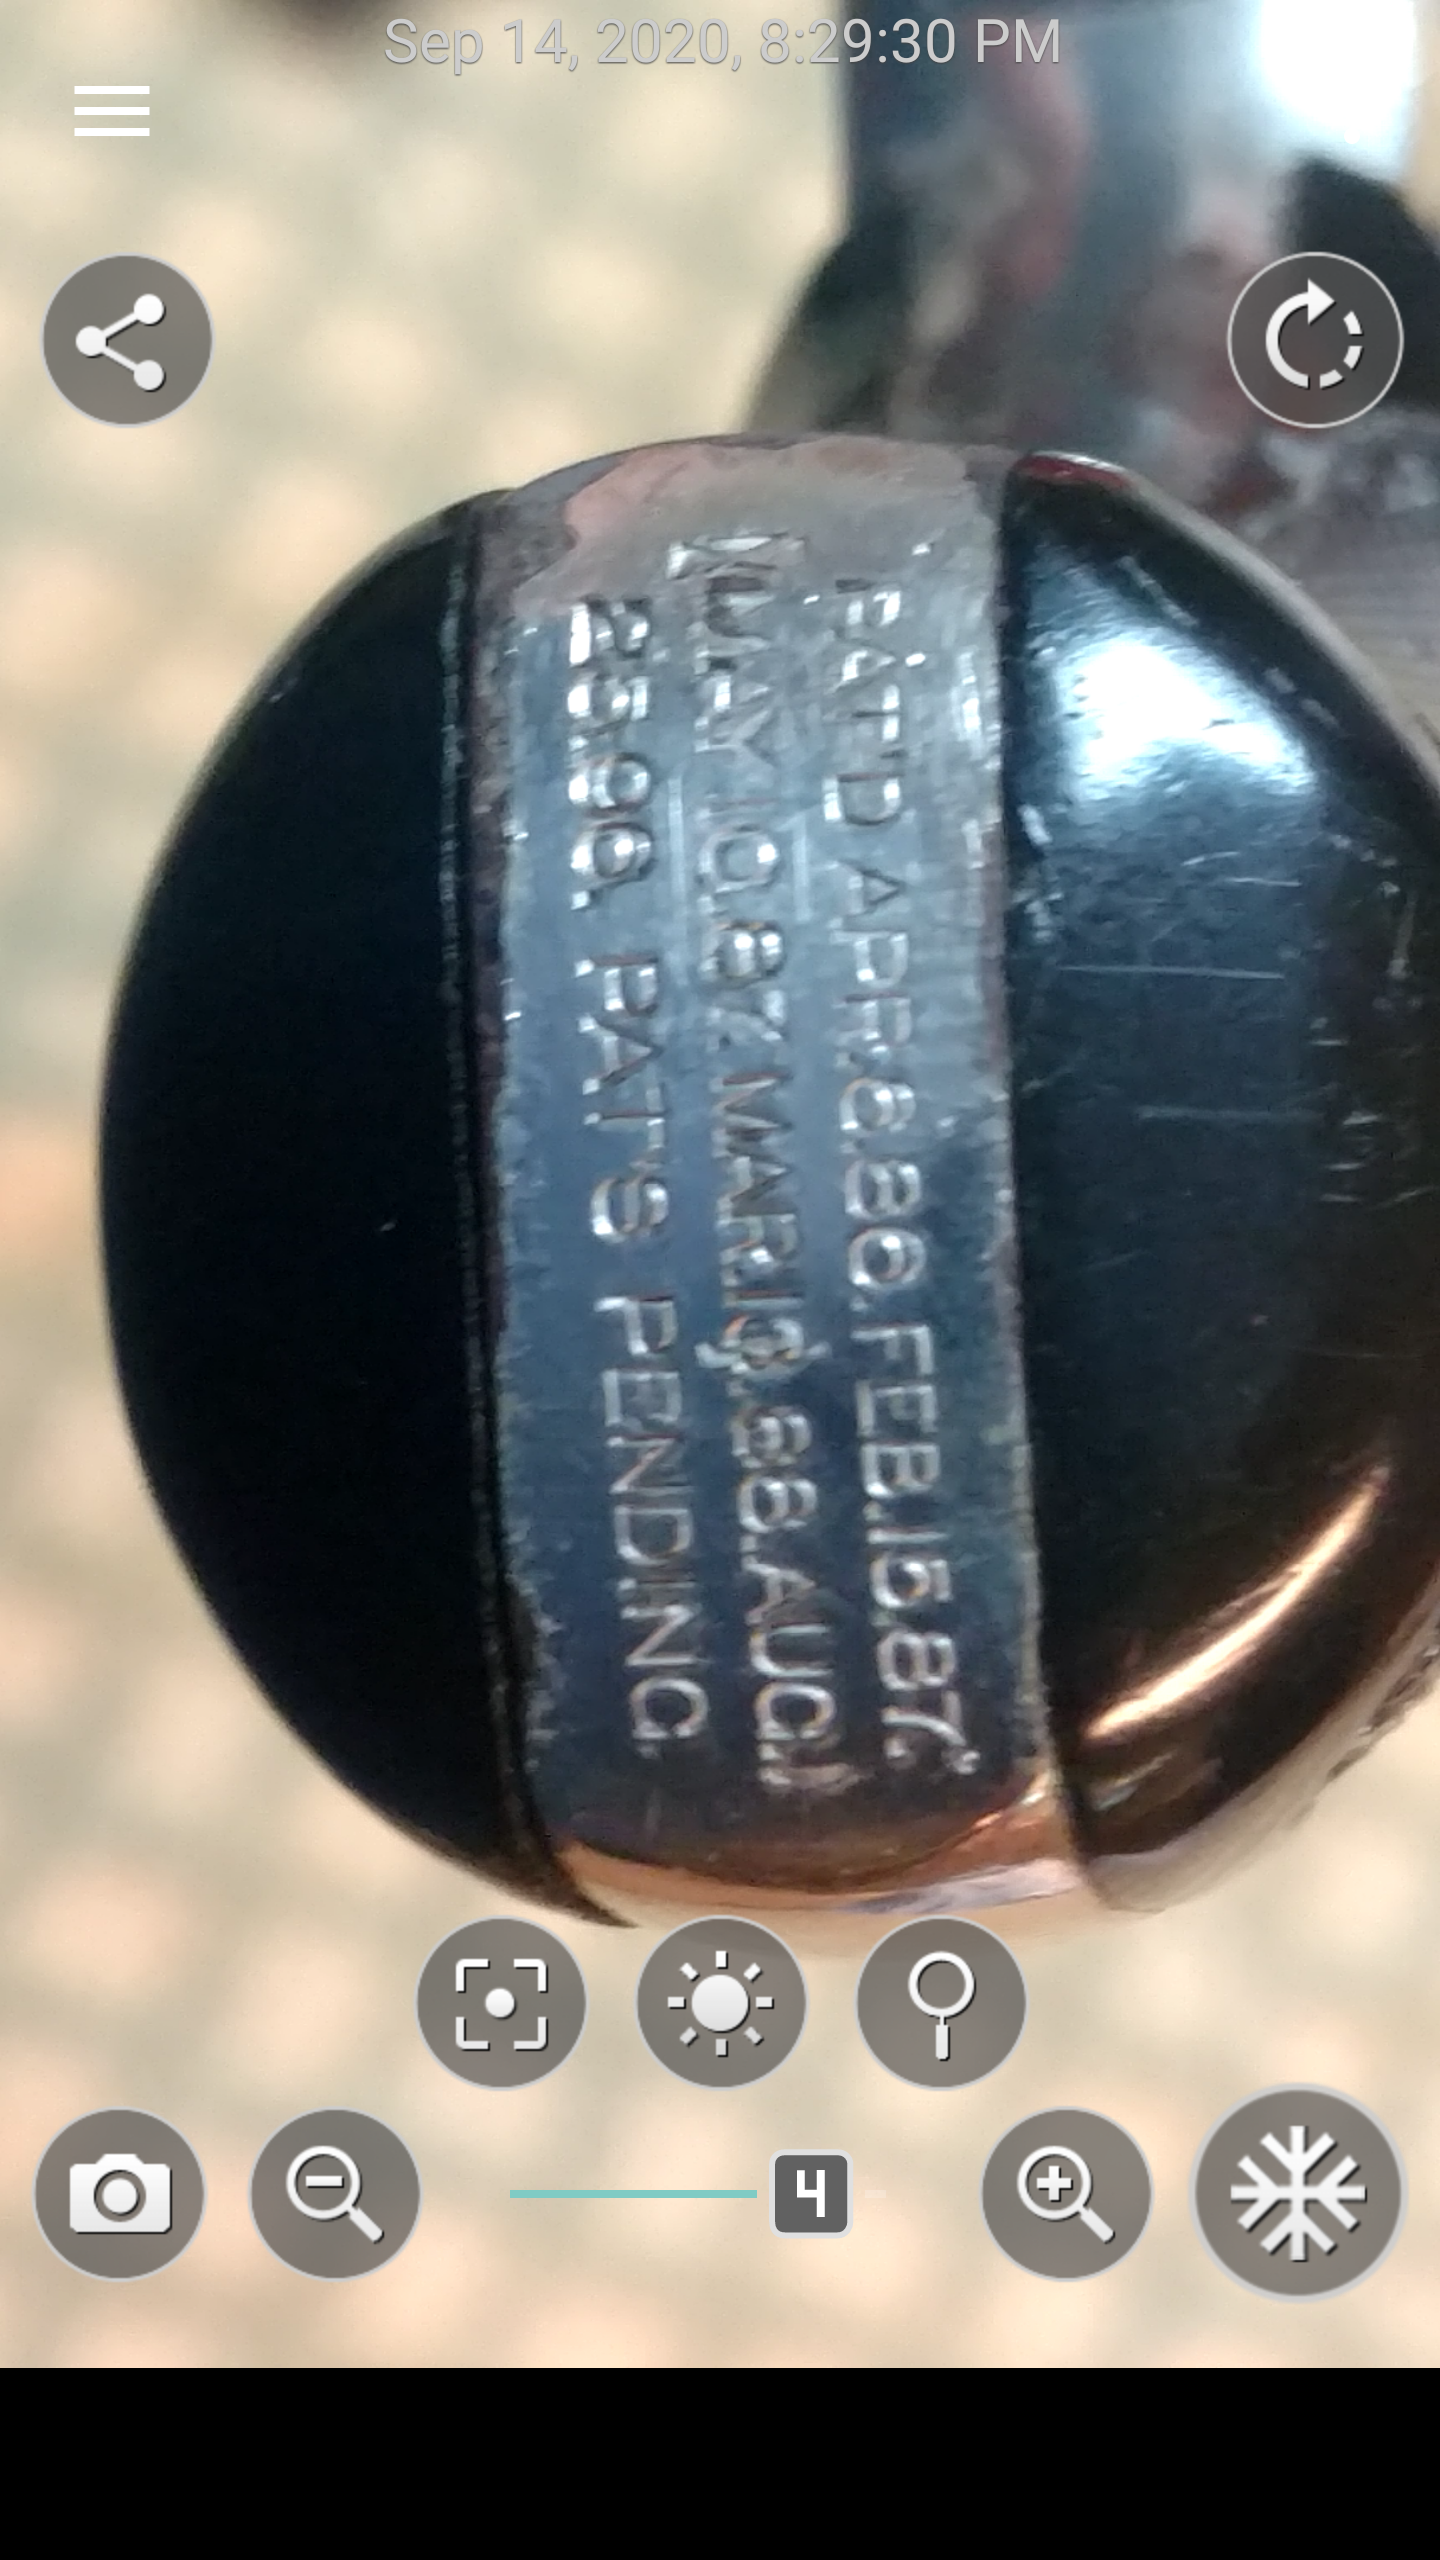 Sep 14, 2020, 8:29:30 PM
PAT'D APR.6.86.FEB.15.87.
MAY 10.87.MAR.13.88.AUG.
23.96. PAT'S PENDING
4